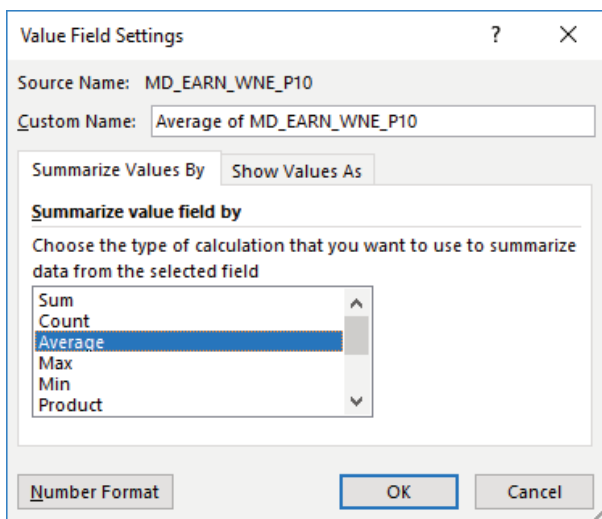 Value Field Settings ? ×
Source Name: MD_EARN_WNE_P10
Custom Name: Average of MD_EARN_WNE_P10
Summarize Values By Show Values As
Summarize value field by
Choose the type of calculation that you want to use to summarize
data from the selected field
Sum
Count
Average
Max
Min
Product
Number Format OK Cancel